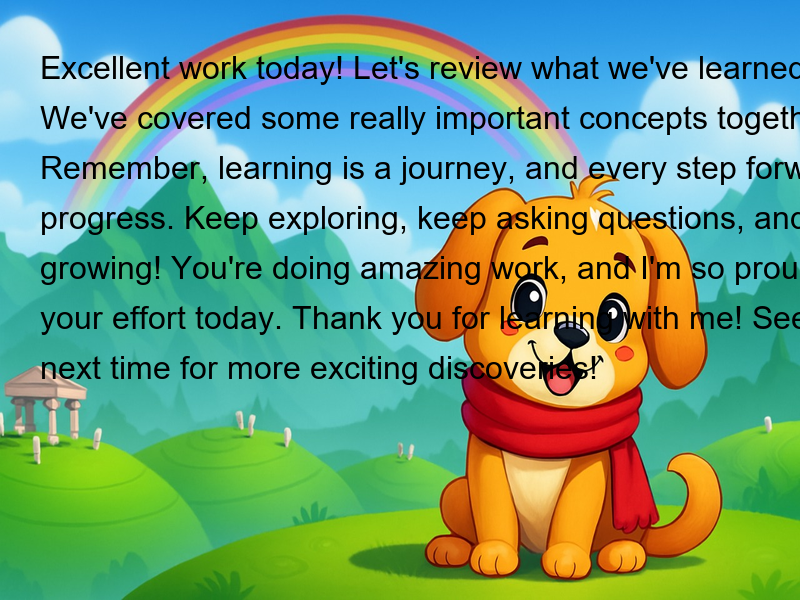 Excellent work today! Let's review what we've learned
We've covered some really important concepts
Remember, learning is a journey, and every step
progress. Keep exploring, keep asking questions,
growing! You're doing amazing work, and I'm so
your effort today. Thank you for learning with me!
next time for more exciting discoveries!